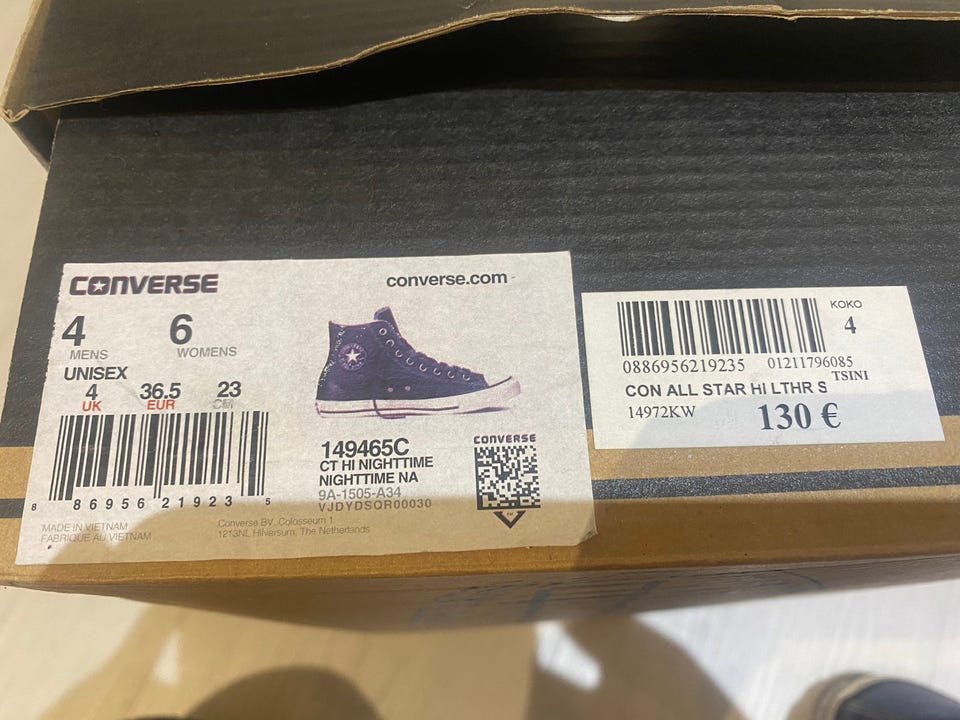 CONVERSE
converse.com
4 6
MENS WOMENS
UNISEX
4 36.5 23
UK EUR CM
8 86956 21923 5
149465C
CT HI NIGHTTIME
NIGHTTIME NA
9A-1505-A34
VJDYDSQR00030
CONVERSE
MADE IN VIETNAM
FABRIQUE AU VIETNAM
Converse BV, Colosseum 1
1213NL Hilversum, The Netherlands
KOKO
4
0886956219235 01211796085
TSINI
CON ALL STAR HI LTHR S
14972KW 130 €